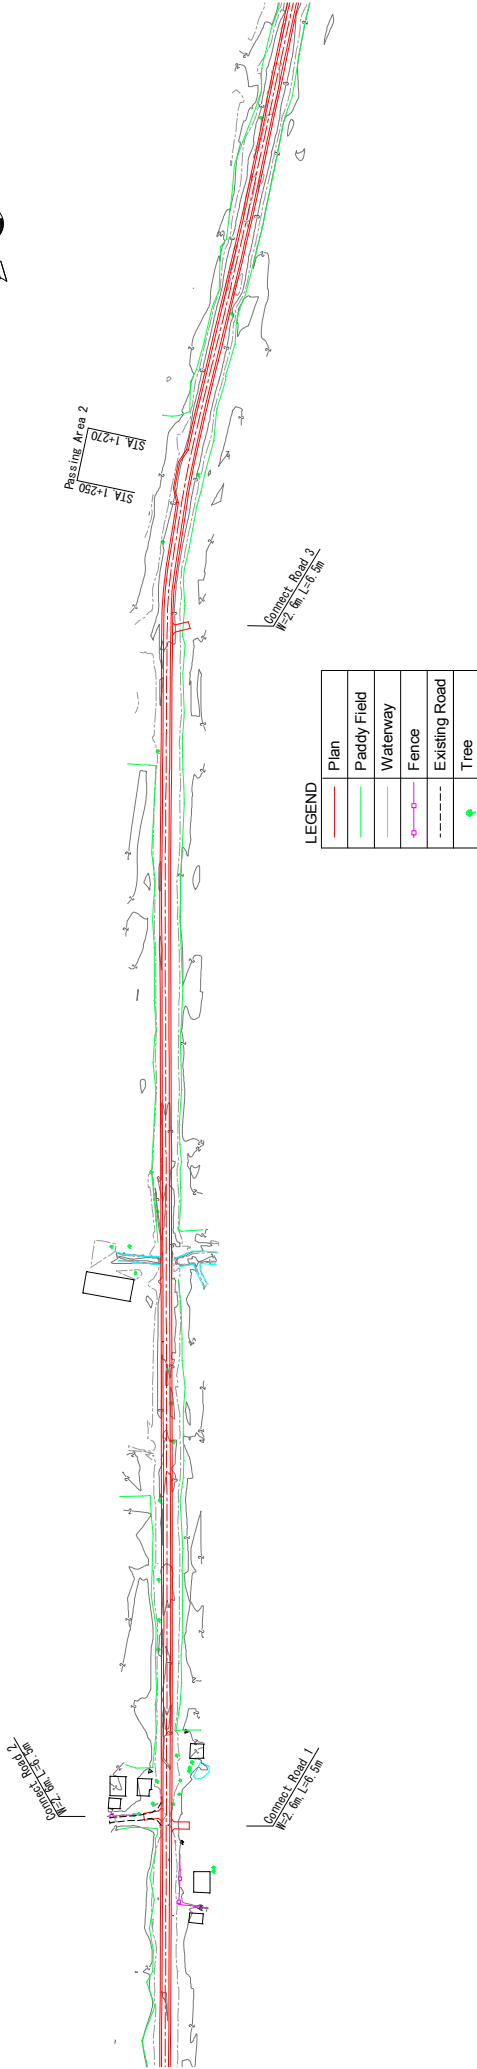 Passing Area 2
STA. 1+270
STA. 1+250
Connect Road 3
W=2.6m, L=6.5m
LEGEND
Plan
Paddy Field
Waterway
Fence
Existing Road
Tree
Connect Road 2
W=2.6m, L=6.5m
Connect Road 1
W=2.6m, L=6.5m